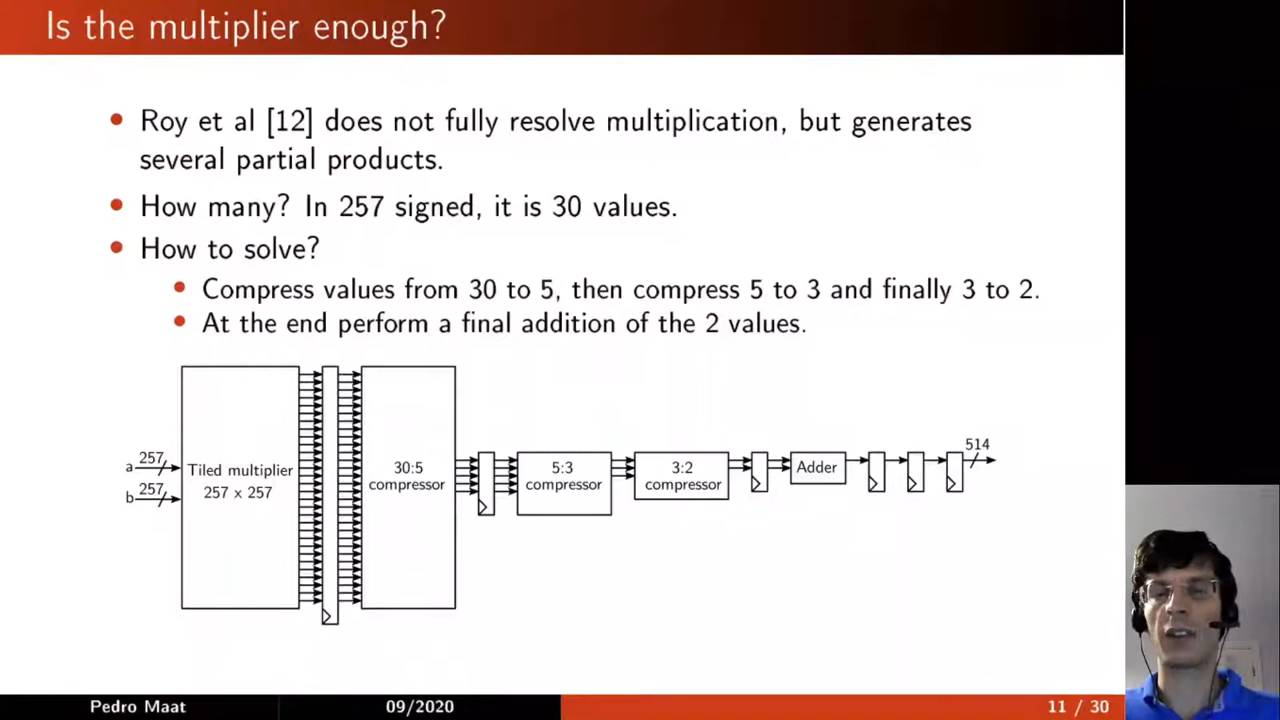 Is the multiplier enough?
Roy et al [12] does not fully resolve multiplication, but generates
several partial products.
How many? In 257 signed, it is 30 values.
How to solve?
Compress values from 30 to 5, then compress 5 to 3 and finally 3 to 2.
At the end perform a final addition of the 2 values.
a 257
b 257
Tiled multiplier
257 x 257
30:5
compressor
5:3
compressor
3:2
compressor
Adder
514
Pedro Maat 09/2020 11 / 30